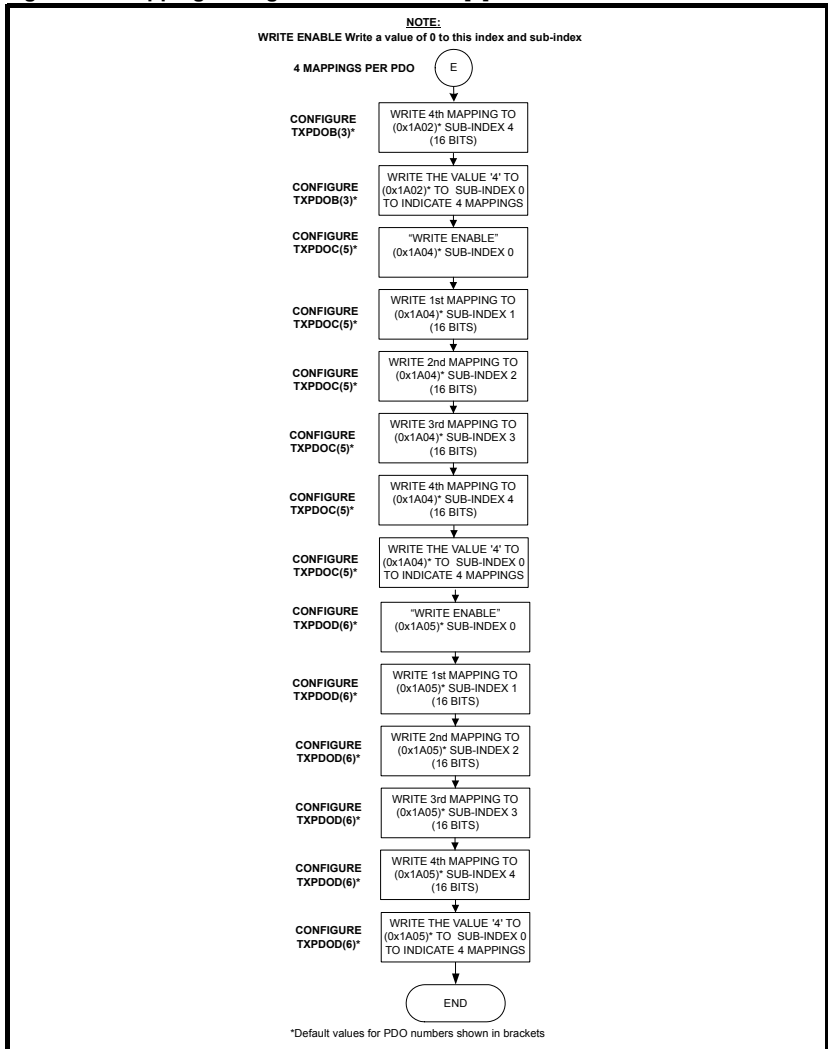 NOTE:
WRITE ENABLE Write a value of 0 to this index and sub-index
4 MAPPINGS PER PDO
E
CONFIGURE
TXPDOB(3)*
WRITE 4th MAPPING TO
(0x1A02)* SUB-INDEX 4
(16 BITS)
CONFIGURE
TXPDOB(3)*
WRITE THE VALUE '4' TO
(0x1A02)* TO SUB-INDEX 0
TO INDICATE 4 MAPPINGS
CONFIGURE
TXPDOC(5)*
“WRITE ENABLE”
(0x1A04)* SUB-INDEX 0
CONFIGURE
TXPDOC(5)*
WRITE 1st MAPPING TO
(0x1A04)* SUB-INDEX 1
(16 BITS)
CONFIGURE
TXPDOC(5)*
WRITE 2nd MAPPING TO
(0x1A04)* SUB-INDEX 2
(16 BITS)
CONFIGURE
TXPDOC(5)*
WRITE 3rd MAPPING TO
(0x1A04)* SUB-INDEX 3
(16 BITS)
CONFIGURE
TXPDOC(5)*
WRITE 4th MAPPING TO
(0x1A04)* SUB-INDEX 4
(16 BITS)
CONFIGURE
TXPDOC(5)*
WRITE THE VALUE '4' TO
(0x1A04)* TO SUB-INDEX 0
TO INDICATE 4 MAPPINGS
CONFIGURE
TXPDOD(6)*
“WRITE ENABLE”
(0x1A05)* SUB-INDEX 0
CONFIGURE
TXPDOD(6)*
WRITE 1st MAPPING TO
(0x1A05)* SUB-INDEX 1
(16 BITS)
CONFIGURE
TXPDOD(6)*
WRITE 2nd MAPPING TO
(0x1A05)* SUB-INDEX 2
(16 BITS)
CONFIGURE
TXPDOD(6)*
WRITE 3rd MAPPING TO
(0x1A05)* SUB-INDEX 3
(16 BITS)
CONFIGURE
TXPDOD(6)*
WRITE 4th MAPPING TO
(0x1A05)* SUB-INDEX 4
(16 BITS)
CONFIGURE
TXPDOD(6)*
WRITE THE VALUE '4' TO
(0x1A05)* TO SUB-INDEX 0
TO INDICATE 4 MAPPINGS
END
*Default values for PDO numbers shown in brackets